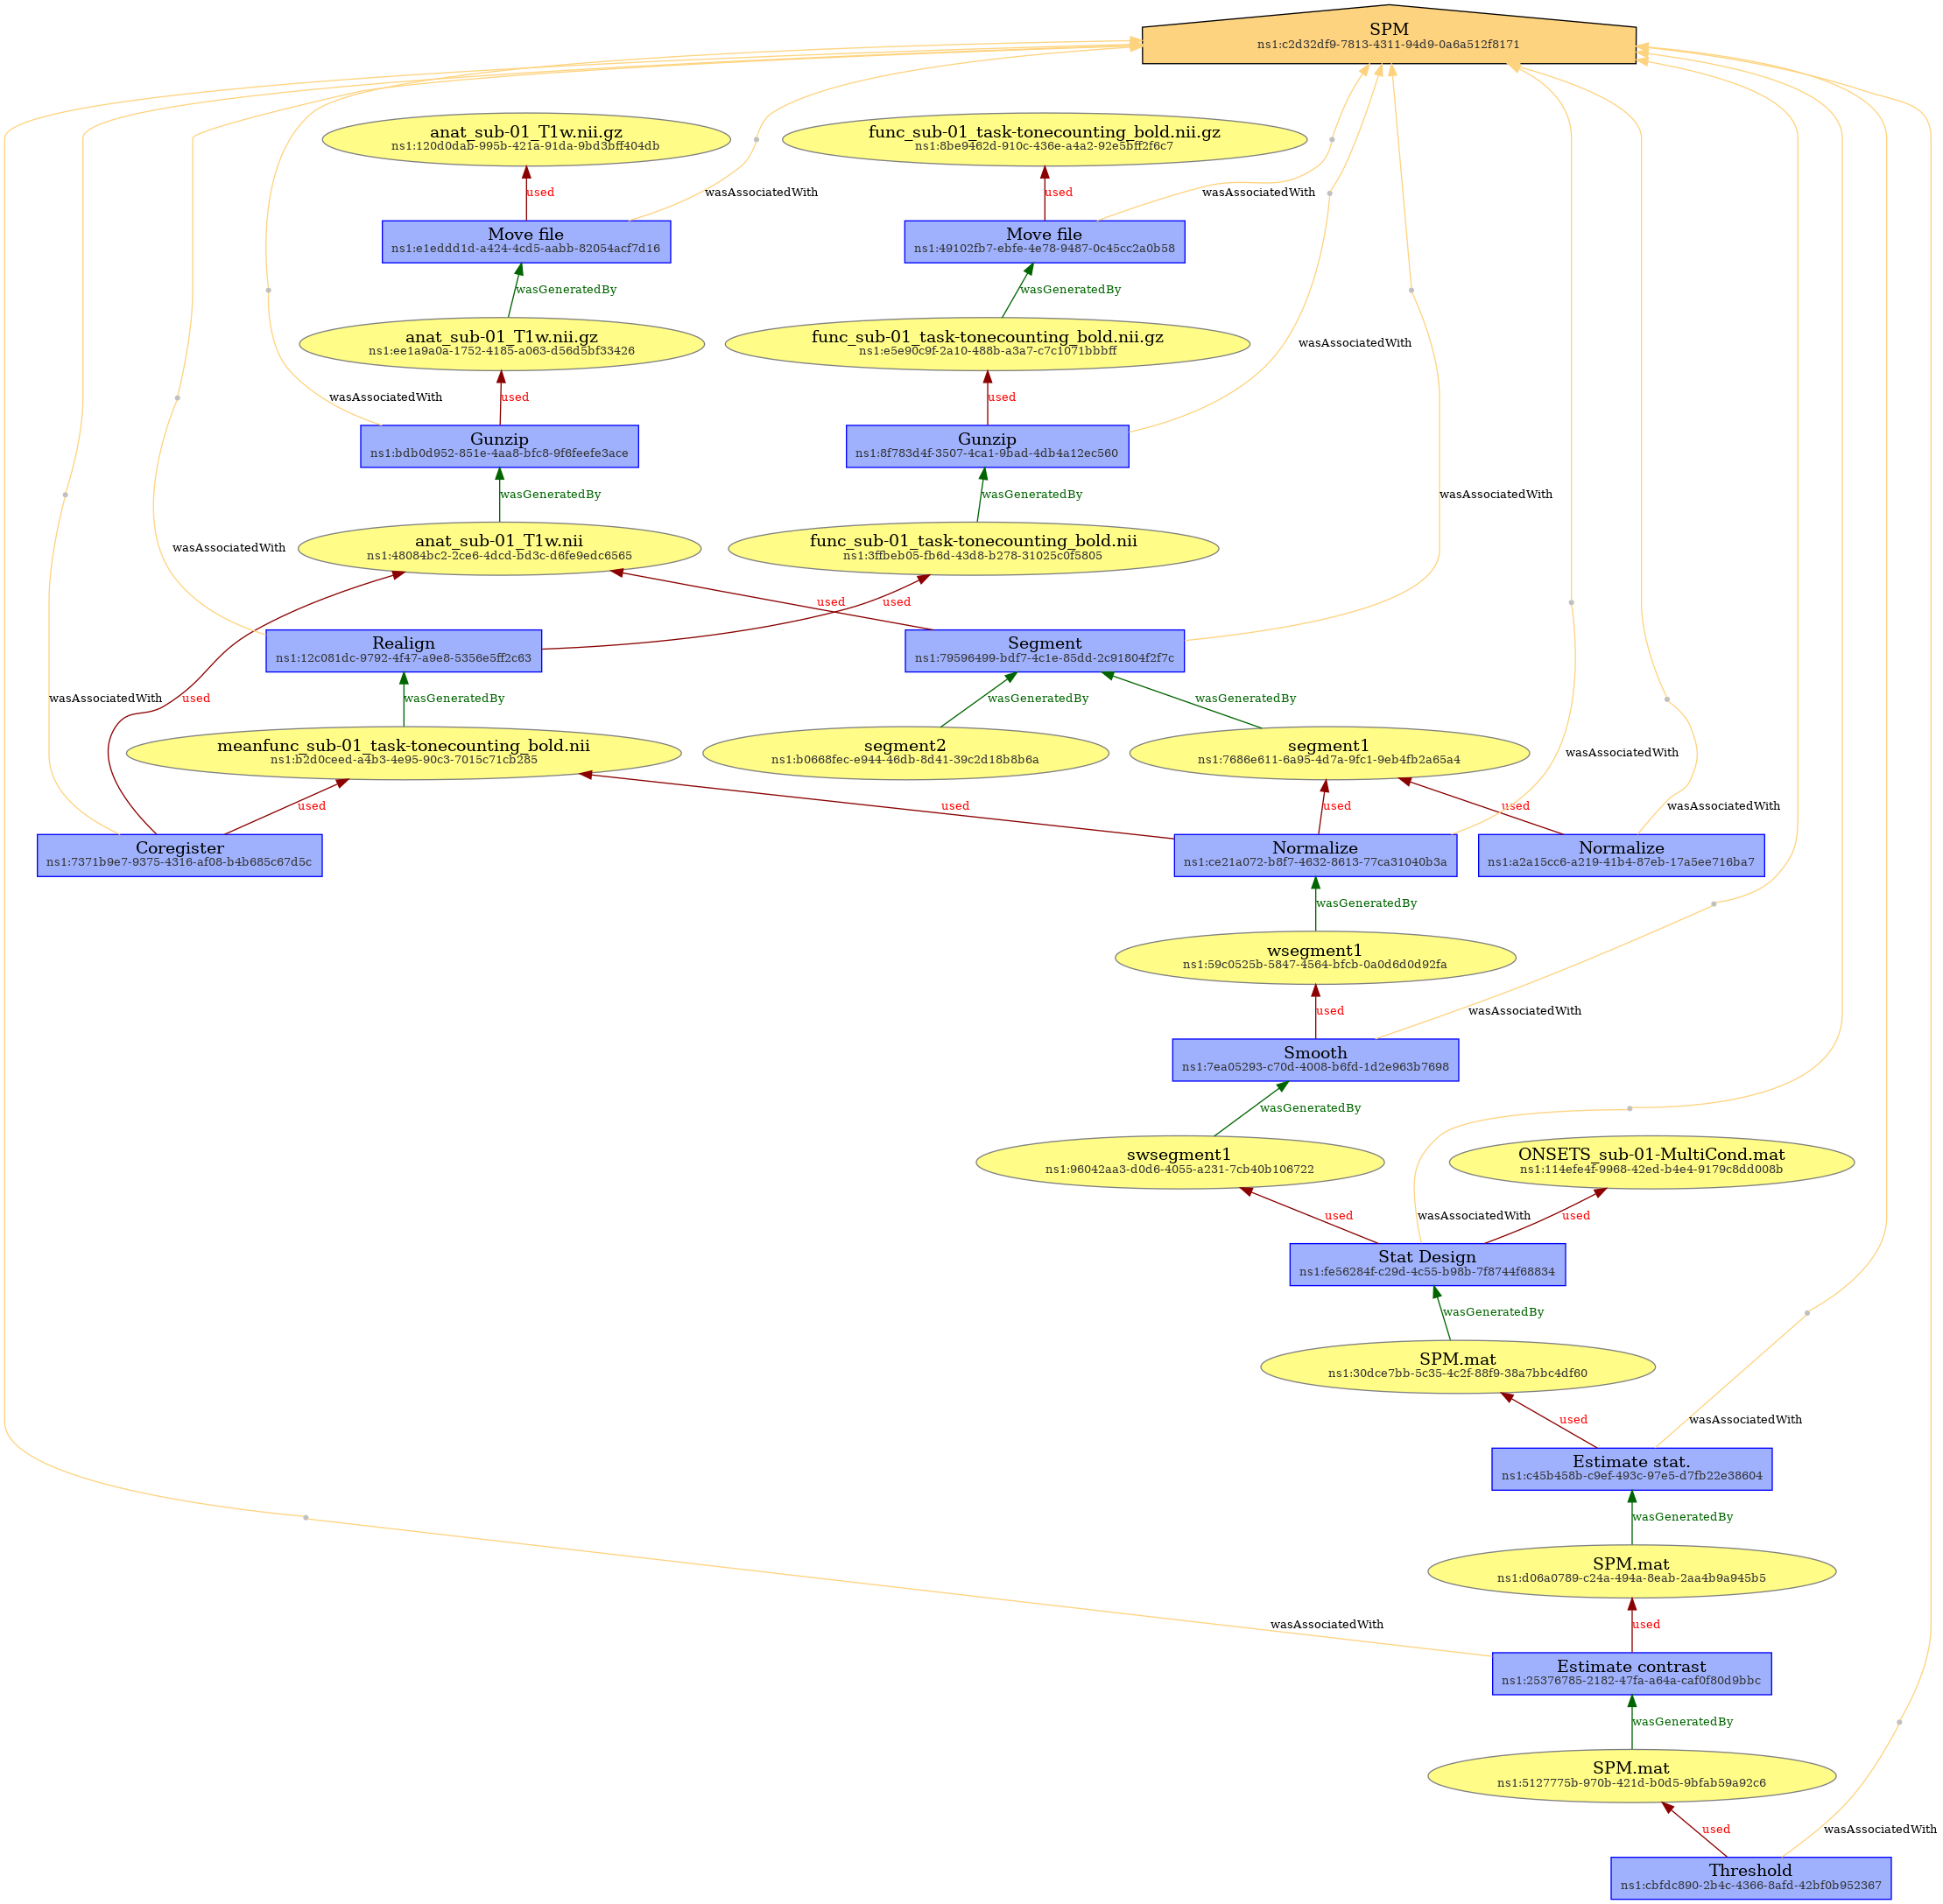 SPM
ns1:c2d32df9-7813-4311-94d9-0a6a512f8171
anat_sub-01_T1w.nii.gz
ns1:120d0dab-995b-421a-91da-9bd3bff404db
func_sub-01_task-tonecounting_bold.nii.gz
ns1:8be9462d-910c-436e-a4a2-92e5bff2f6c7
used
wasAssociatedWith
used
wasAssociatedWith
Move file
ns1:e1eddd1d-a424-4cd5-aabb-82054acf7d16
Move file
ns1:49102fb7-ebfe-4e78-9487-0c45cc2a0b58
wasGeneratedBy
wasGeneratedBy
anat_sub-01_T1w.nii.gz
ns1:ee1a9a0a-1752-4185-a063-d56d5bf33426
func_sub-01_task-tonecounting_bold.nii.gz
ns1:e5e90c9f-2a10-488b-a3a7-c7c1071bbbff
wasAssociatedWith
wasAssociatedWith
used
used
Gunzip
ns1:bdb0d952-851e-4aa8-bfc8-9f6feefe3ace
Gunzip
ns1:8f783d4f-3507-4ca1-9bad-4db4a12ec560
wasGeneratedBy
wasGeneratedBy
wasAssociatedWith
anat_sub-01_T1w.nii
ns1:48084bc2-2ce6-4dcd-bd3c-d6fe9edc6565
func_sub-01_task-tonecounting_bold.nii
ns1:3ffbeb05-fb6d-43d8-b278-31025c0f5805
wasAssociatedWith
used
used
Realign
ns1:12c081dc-9792-4f47-a9e8-5356e5ff2c63
Segment
ns1:79596499-bdf7-4c1e-85dd-2c91804f2f7c
wasAssociatedWith
used
wasGeneratedBy
wasGeneratedBy
wasGeneratedBy
meanfunc_sub-01_task-tonecounting_bold.nii
ns1:b2d0ceed-a4b3-4e95-90c3-7015c71cb285
segment2
ns1:b0668fec-e944-46db-8d41-39c2d18b8b6a
segment1
ns1:7686e611-6a95-4d7a-9fc1-9eb4fb2a65a4
wasAssociatedWith
used
used
used
used
wasAssociatedWith
Coregister
ns1:7371b9e7-9375-4316-af08-b4b685c67d5c
Normalize
ns1:ce21a072-b8f7-4632-8613-77ca31040b3a
Normalize
ns1:a2a15cc6-a219-41b4-87eb-17a5ee716ba7
wasGeneratedBy
wsegment1
ns1:59c0525b-5847-4564-bfcb-0a0d6d0d92fa
used
wasAssociatedWith
Smooth
ns1:7ea05293-c70d-4008-b6fd-1d2e963b7698
wasGeneratedBy
swsegment1
ns1:96042aa3-d0d6-4055-a231-7cb40b106722
ONSETS_sub-01-MultiCond.mat
ns1:114efe4f-9968-42ed-b4e4-9179c8dd008b
used
wasAssociatedWith
used
Stat Design
ns1:fe56284f-c29d-4c55-b98b-7f8744f68834
wasGeneratedBy
SPM.mat
ns1:30dce7bb-5c35-4c2f-88f9-38a7bbc4df60
used
wasAssociatedWith
Estimate stat.
ns1:c45b458b-c9ef-493c-97e5-d7fb22e38604
wasGeneratedBy
SPM.mat
ns1:d06a0789-c24a-494a-8eab-2aa4b9a945b5
wasAssociatedWith
used
Estimate contrast
ns1:25376785-2182-47fa-a64a-caf0f80d9bbc
wasGeneratedBy
SPM.mat
ns1:5127775b-970b-421d-b0d5-9bfab59a92c6
used
wasAssociatedWith
Threshold
ns1:cbfdc890-2b4c-4366-8afd-42bf0b952367